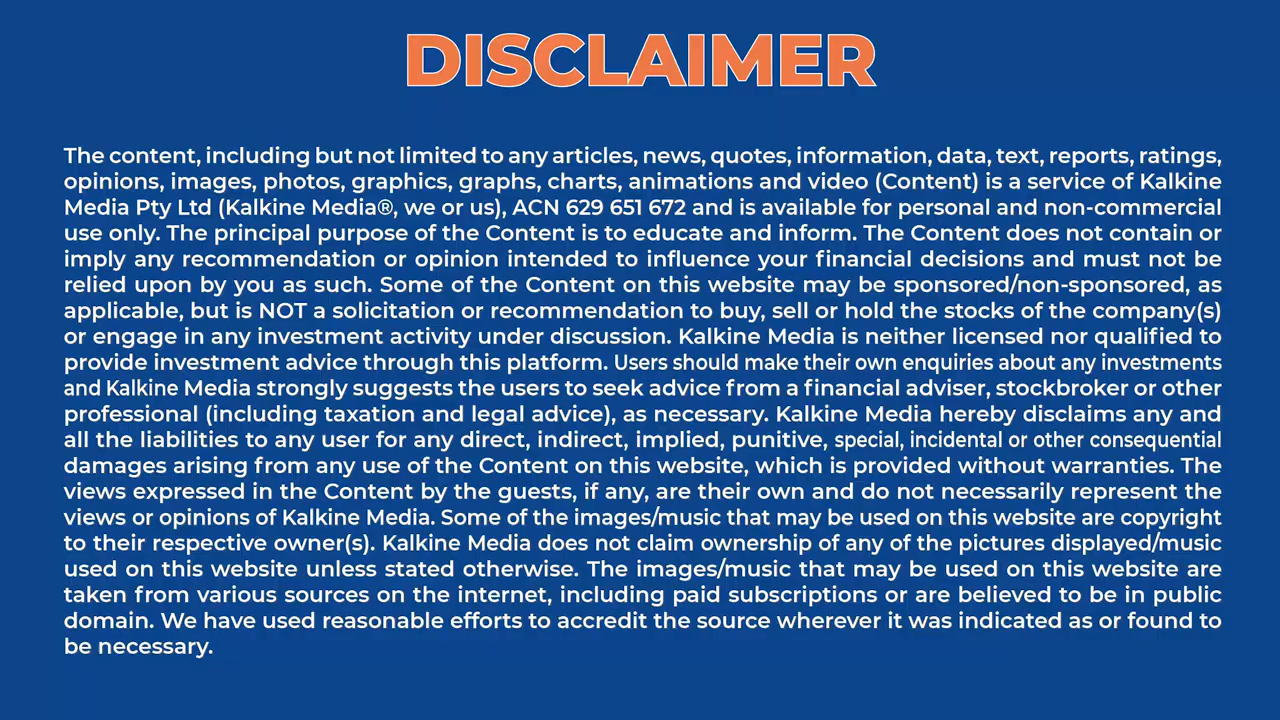 DISCLAIMER
The content, including but not limited to any articles, news, quotes, information, data, text, reports, ratings,
opinions, images, photos, graphics, graphs, charts, animations and video (Content) is a service of Kalkine
Media Pty Ltd (Kalkine Media®, we or us), ACN 629 651 672 and is available for personal and non-commercial
use only. The principal purpose of the Content is to educate and inform. The Content does not contain or
imply any recommendation or opinion intended to influence your financial decisions and must not be
relied upon by you as such. Some of the Content on this website may be sponsored/non-sponsored, as
applicable, but is NOT a solicitation or recommendation to buy, sell or hold the stocks of the company(s)
or engage in any investment activity under discussion. Kalkine Media is neither licensed nor qualified to
provide investment advice through this platform. Users should make their own enquiries about any investments
and Kalkine Media strongly suggests the users to seek advice from a financial adviser, stockbroker or other
professional (including taxation and legal advice), as necessary. Kalkine Media hereby disclaims any and
all the liabilities to any user for any direct, indirect, implied, punitive, special, incidental or other consequential
damages arising from any use of the Content on this website, which is provided without warranties. The
views expressed in the Content by the guests, if any, are their own and do not necessarily represent the
views or opinions of Kalkine Media. Some of the images/music that may be used on this website are copyright
to their respective owner(s). Kalkine Media does not claim ownership of any of the pictures displayed/music
used on this website unless stated otherwise. The images/music that may be used on this website are
taken from various sources on the internet, including paid subscriptions or are believed to be in public
domain. We have used reasonable efforts to accredit the source wherever it was indicated as or found to
be necessary.